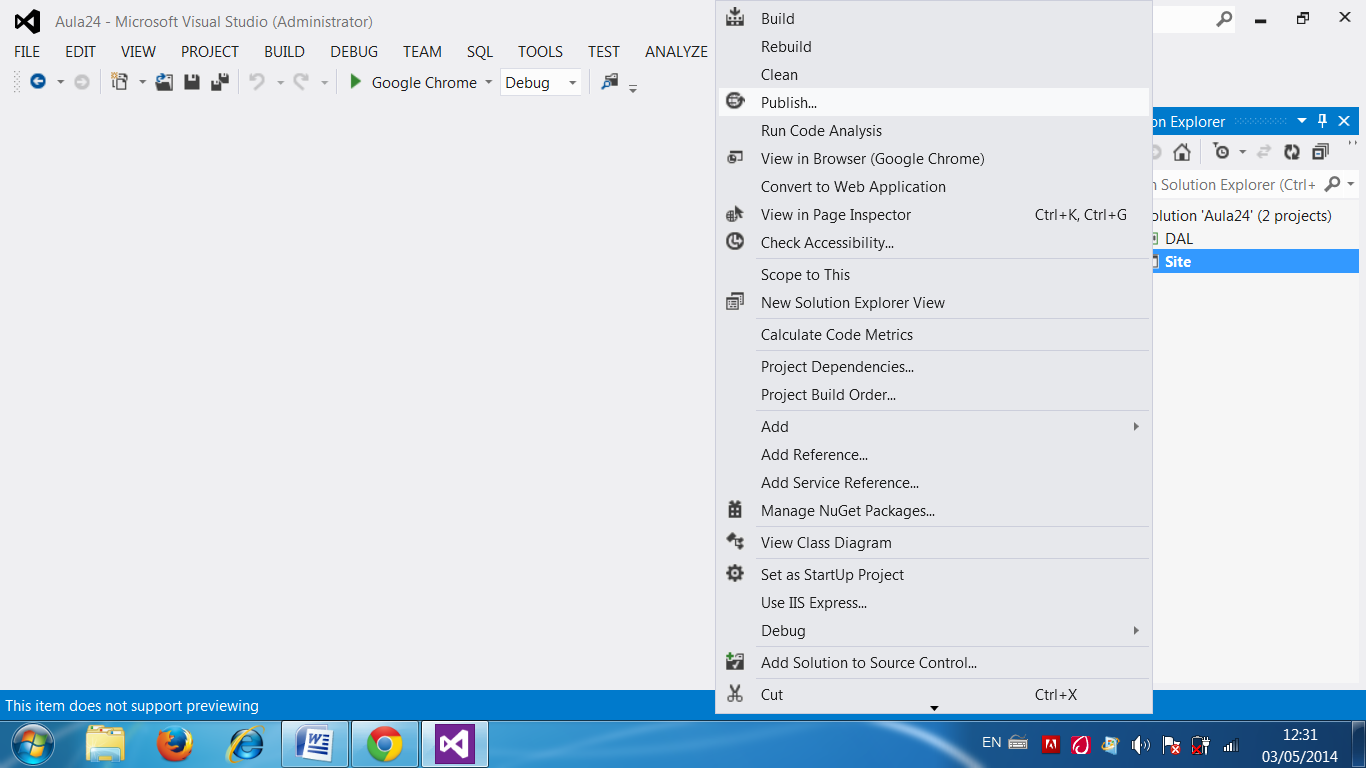 Aula24 - Microsoft Visual Studio (Administrator)
FILE EDIT VIEW PROJECT BUILD DEBUG TEAM SQL TOOLS TEST ANALYZE
Google Chrome Debug
Build
Rebuild
Clean
Publish...
Run Code Analysis
View in Browser (Google Chrome)
Convert to Web Application
View in Page Inspector Ctrl+K, Ctrl+G
Check Accessibility...
Scope to This
New Solution Explorer View
Calculate Code Metrics
Project Dependencies...
Project Build Order...
Add
Add Reference...
Add Service Reference...
Manage NuGet Packages...
View Class Diagram
Set as StartUp Project
Use IIS Express...
Debug
Add Solution to Source Control...
Cut Ctrl+X
on Explorer
n Solution Explorer (Ctrl+
olution 'Aula24' (2 projects)
DAL
Site
This item does not support previewing
EN
12:31
03/05/2014